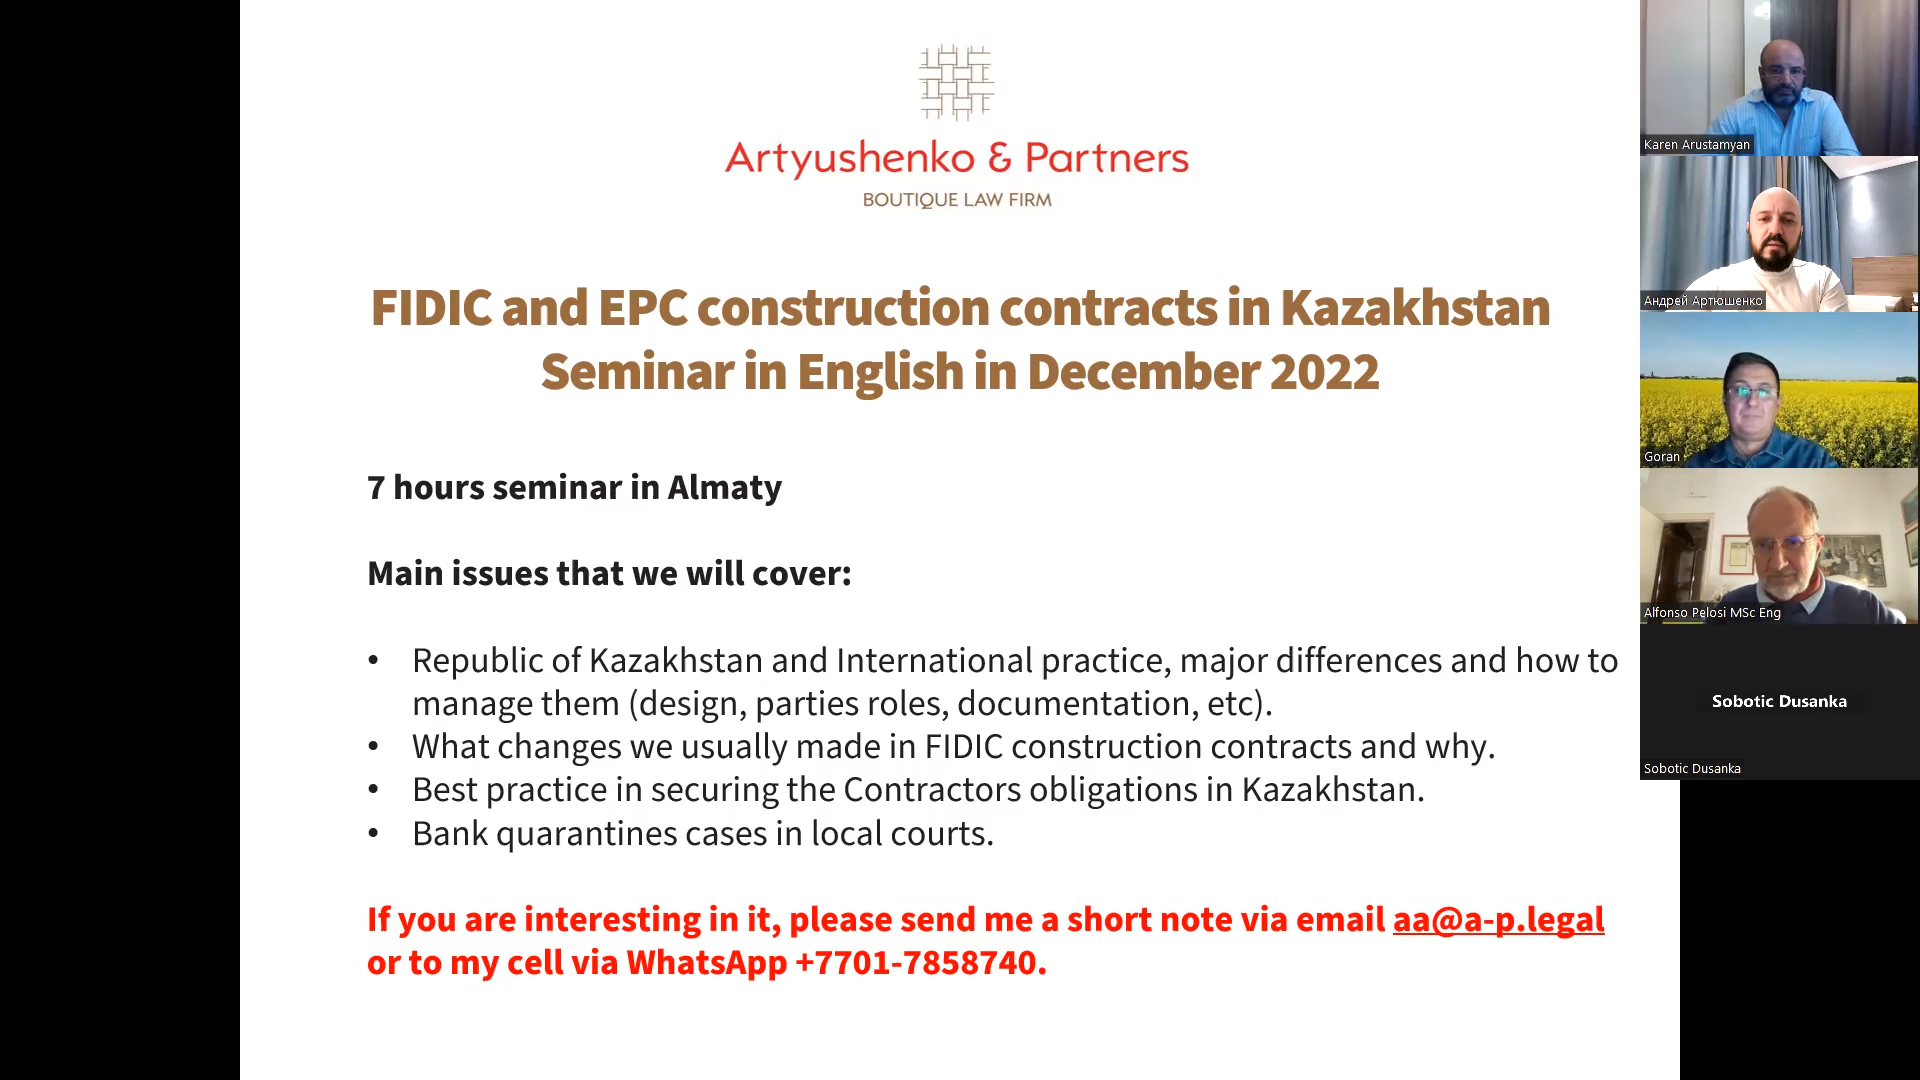 Artyushenko & Partners
BOUTIQUE LAW FIRM
FIDIC and EPC construction contracts in Kazakhstan
Seminar in English in December 2022
7 hours seminar in Almaty
Main issues that we will cover:
• Republic of Kazakhstan and International practice, major differences and how to
manage them (design, parties roles, documentation, etc).
• What changes we usually made in FIDIC construction contracts and why.
• Best practice in securing the Contractors obligations in Kazakhstan.
• Bank quarantines cases in local courts.
If you are interesting in it, please send me a short note via email aa@a-p.legal
or to my cell via WhatsApp +7701-7858740.
Karen Arustamyan
Андрей Артюшенко
Goran
Alfonso Pelosi MSc Eng
Sobotic Dusanka
Sobotic Dusanka